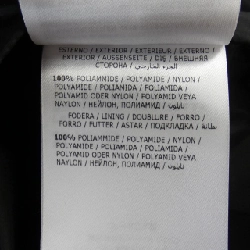 ESTERNO / EXTERIOR / EXTERIEUR / EXTERNO /
EXTERIOR / AUSSENSEITE / DIŞ / ВНЕШНЯЯ
СТОРОНА / الجزء الخارجي /
100% POLIAMMIDE / POLYAMIDE / NYLON /
POLYAMIDE / POLIAMIDA / POLIAMIDA /
POLYAMID ODER NYLON / POLYAMID VEYA
NAYLON / НЕЙЛОН, ПОЛИАМИД / نايلون /
FODERA / LINING / DOUBLURE / FORRO /
FORRO / FUTTER / ASTAR / ПОДКЛАДКА / بطانة /
100% POLIAMMIDE / POLYAMIDE / NYLON /
POLYAMIDE / POLIAMIDA / POLIAMIDA /
POLYAMID ODER NYLON / POLYAMID VEYA
NAYLON / НЕЙЛОН, ПОЛИАМИД / نايلون /